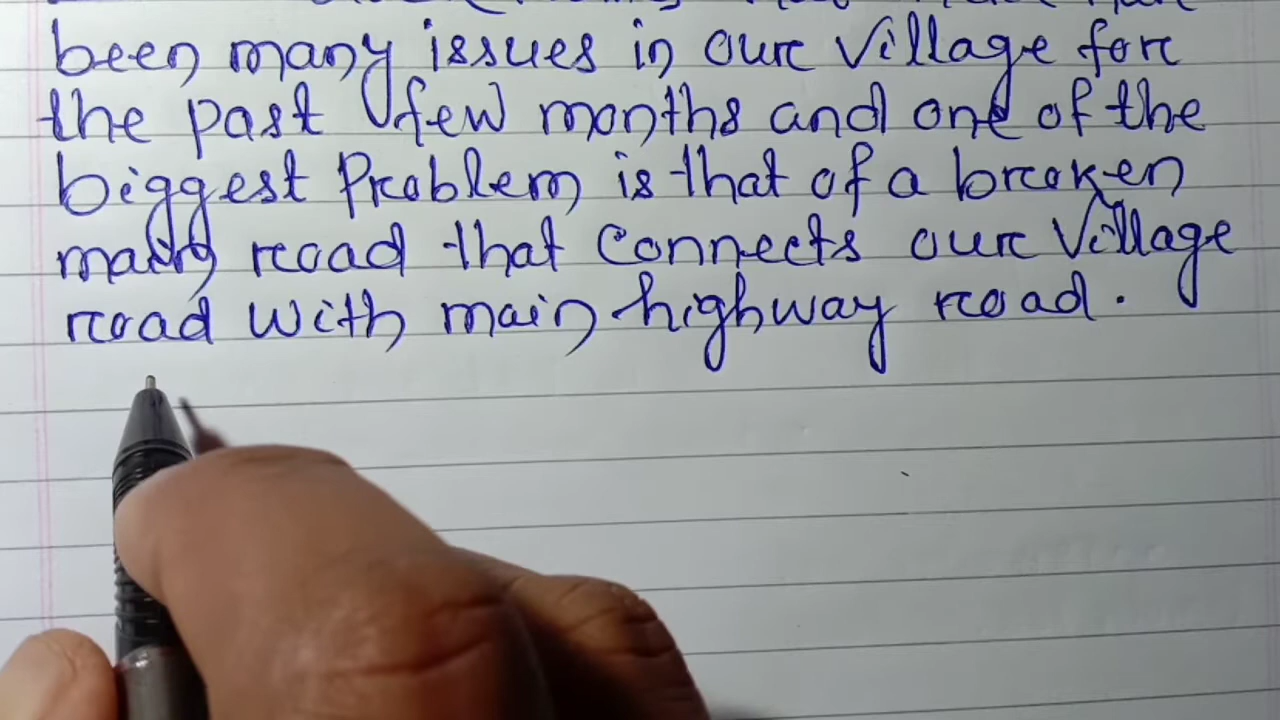 been many issues in our village for
the past few months and one of the
biggest problem is that of a broken
main road that connects our village
road with main highway road.